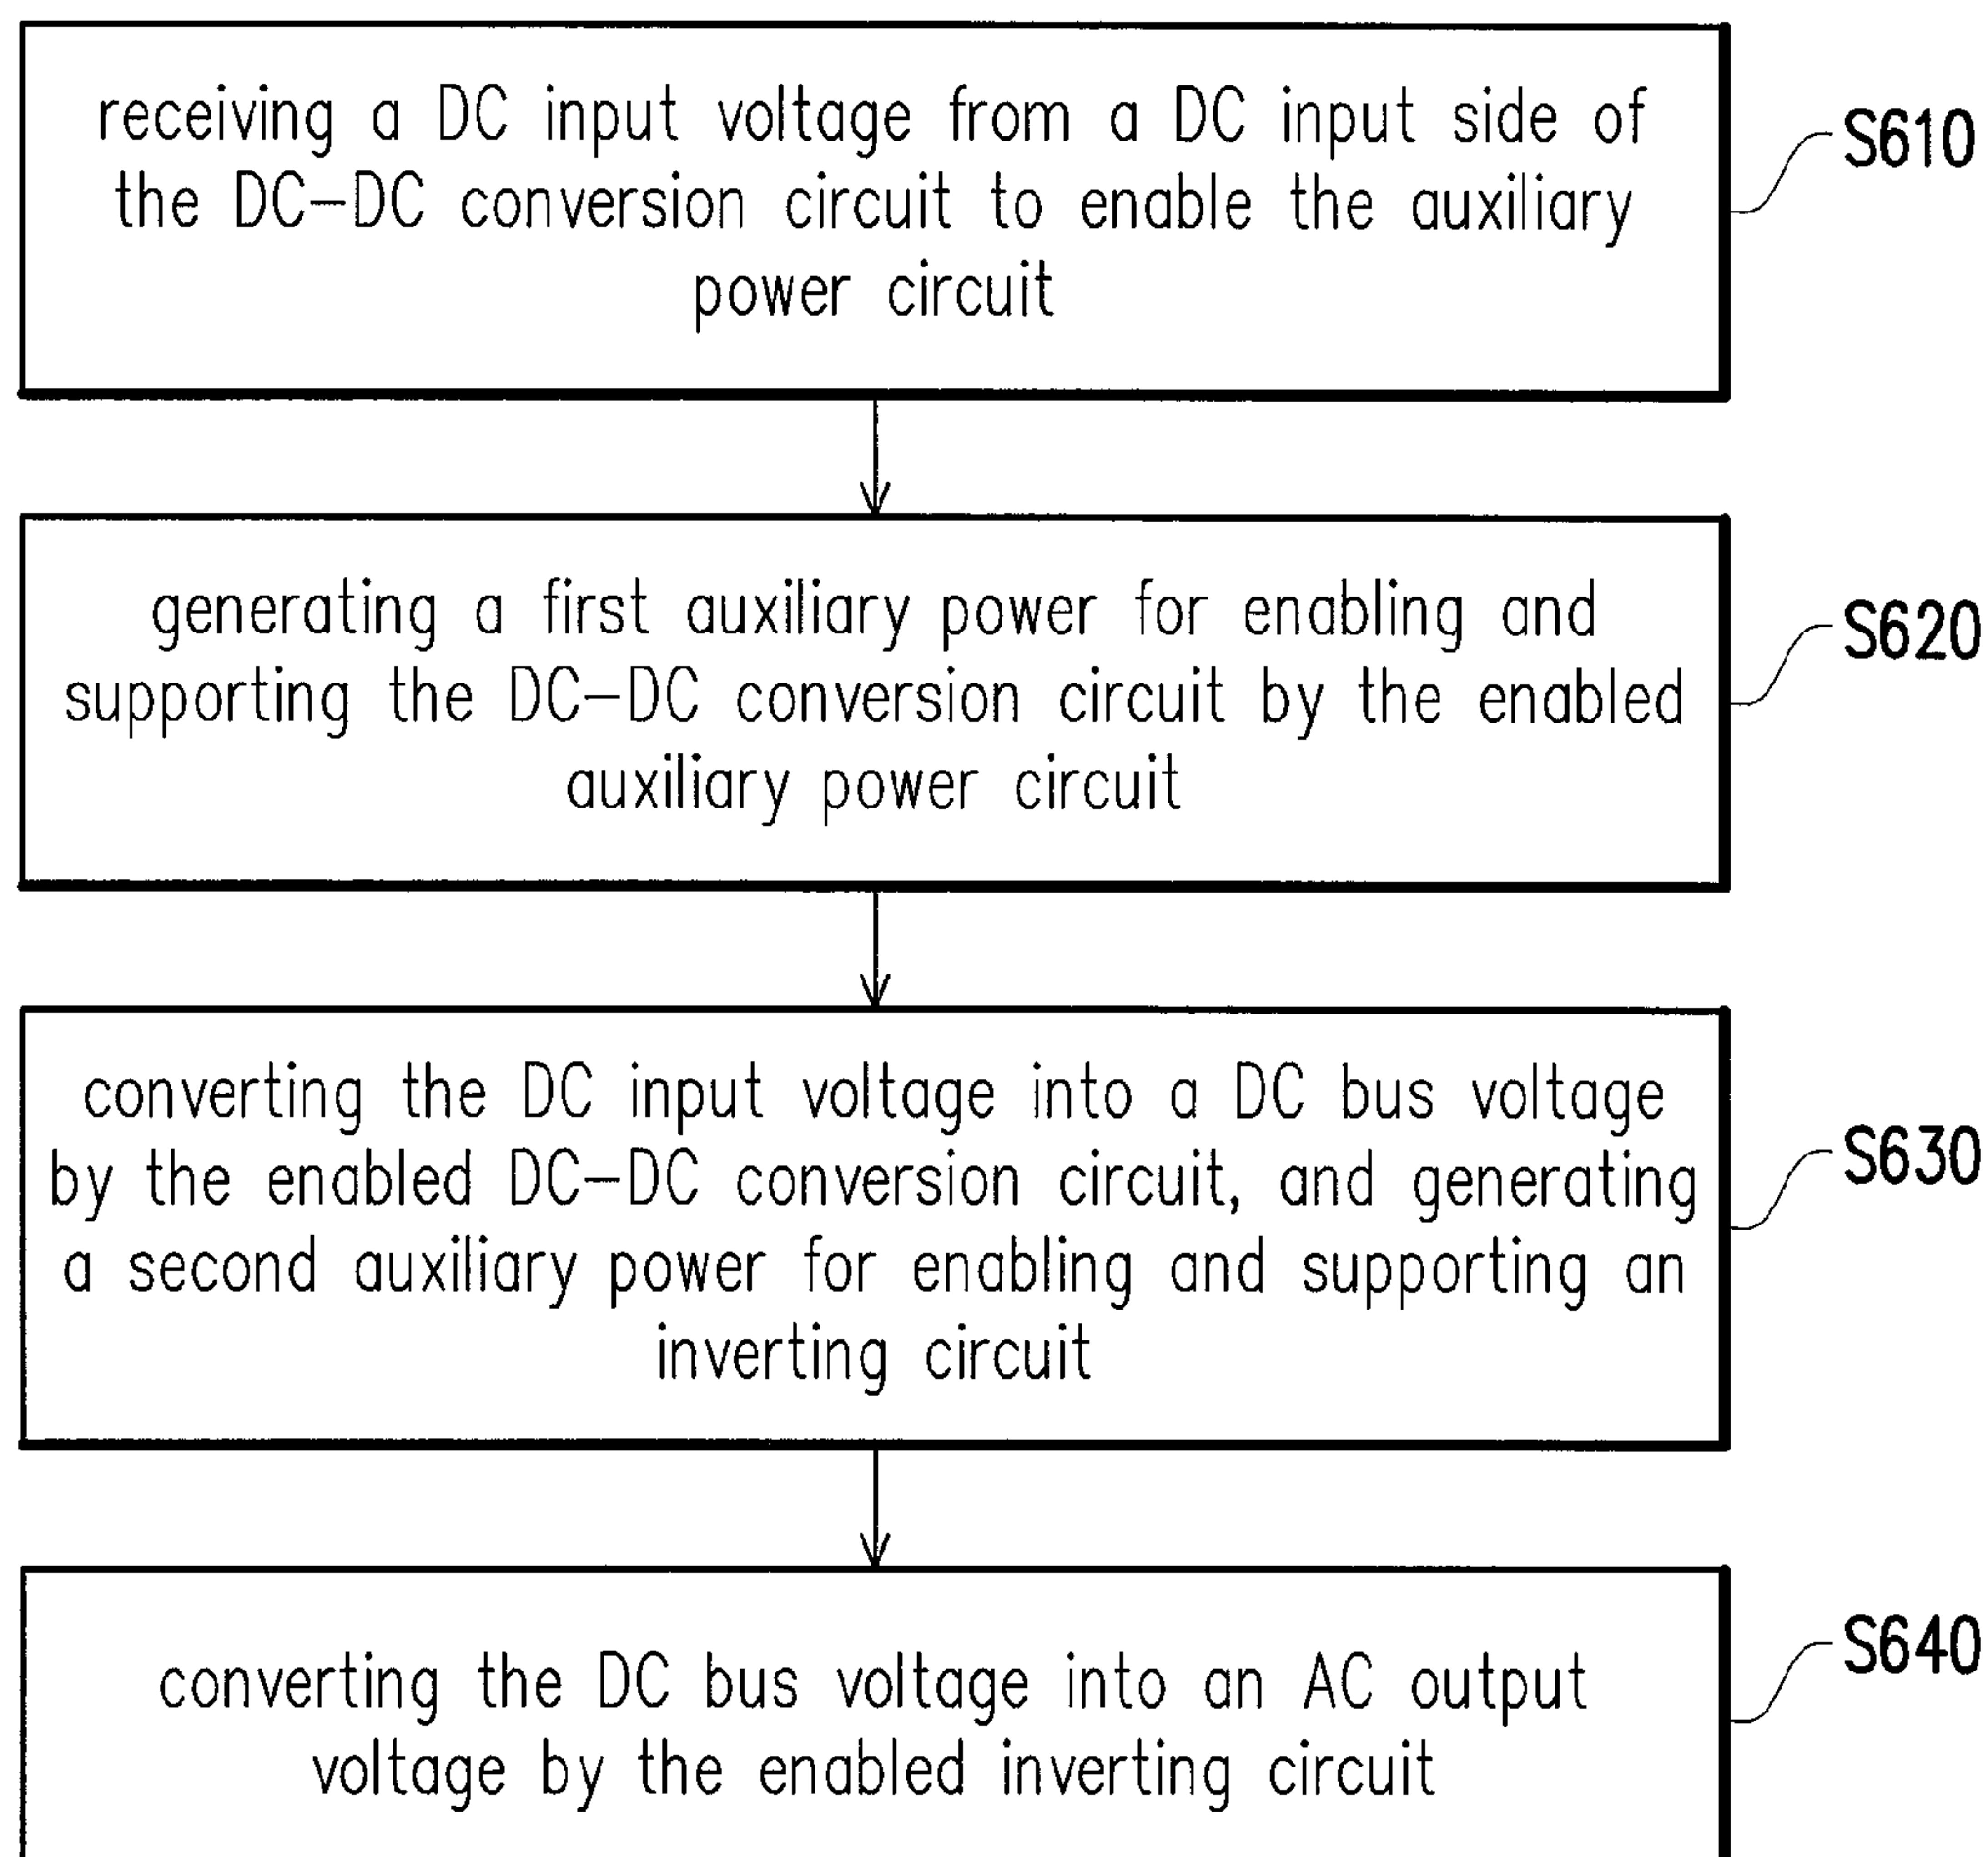 receiving a DC input voltage from a DC input side of
the DC-DC conversion circuit to enable the auxiliary
power circuit
S610
generating a first auxiliary power for enabling and
supporting the DC-DC conversion circuit by the enabled
auxiliary power circuit
S620
converting the DC input voltage into a DC bus voltage
by the enabled DC-DC conversion circuit, and generating
a second auxiliary power for enabling and supporting an
inverting circuit
S630
converting the DC bus voltage into an AC output
voltage by the enabled inverting circuit
S640